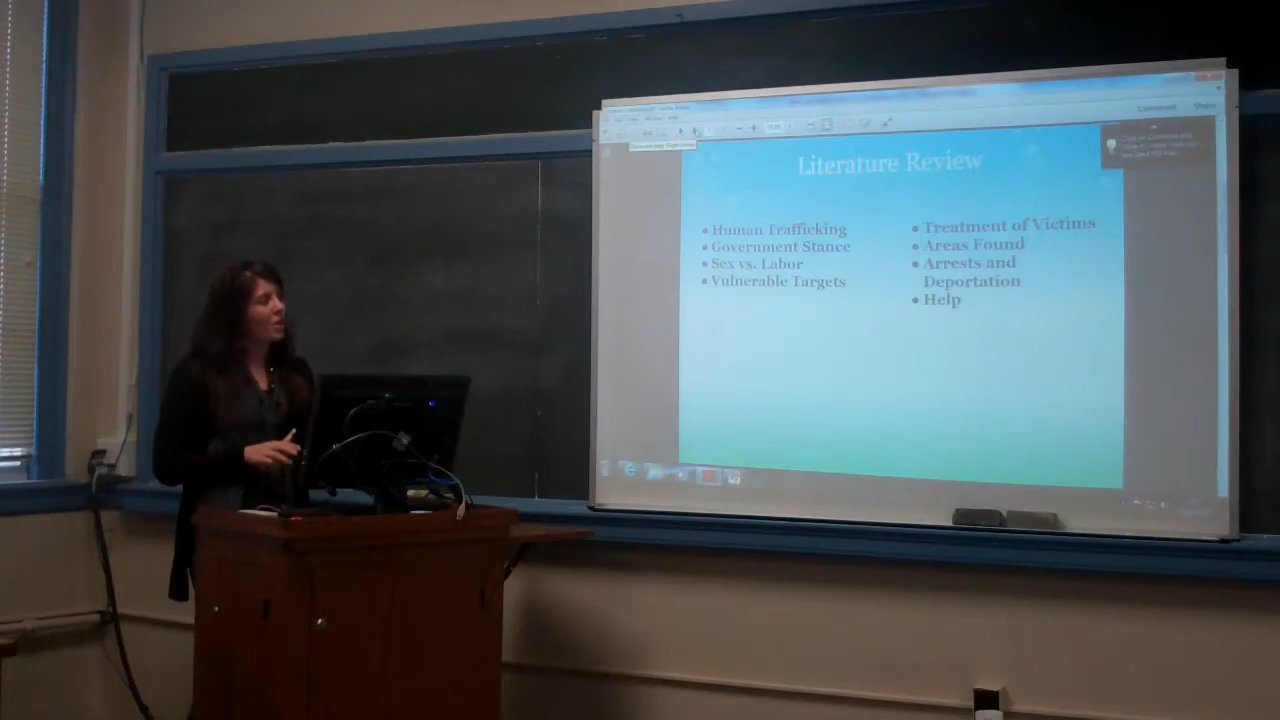 Literature Review
• Human Trafficking
• Government Stance
• Sex vs. Labor
• Vulnerable Targets
• Treatment of Victims
• Areas Found
• Arrests and
Deportation
• Help